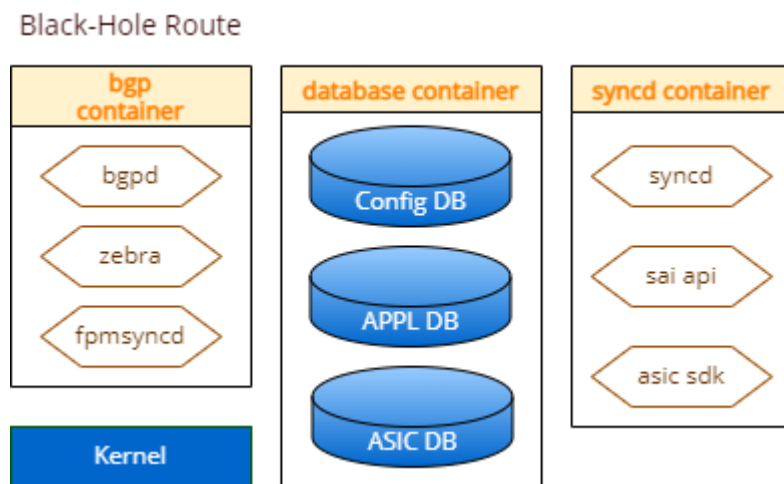 Black-Hole Route
bgp
container
bgpd
zebra
fpmsyncd
Kernel
database container
Config DB
APPL DB
ASIC DB
syncd container
syncd
sai api
asic sdk